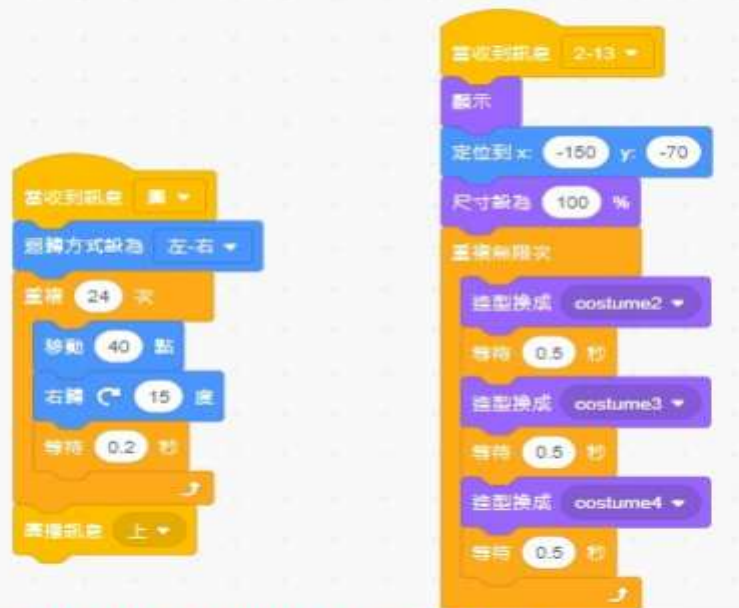 當收到訊息
迴轉方式設為 左-右
重複 24 次
移動 40 點
右轉 15 度
等待 0.2 秒
廣播訊息 上
當收到訊息 2-13
顯示
定位到 x: -150 y: -70
尺寸設為 100 %
重複無限次
造型換成 costume2
等待 0.5 秒
造型換成 costume3
等待 0.5 秒
造型換成 costume4
等待 0.5 秒